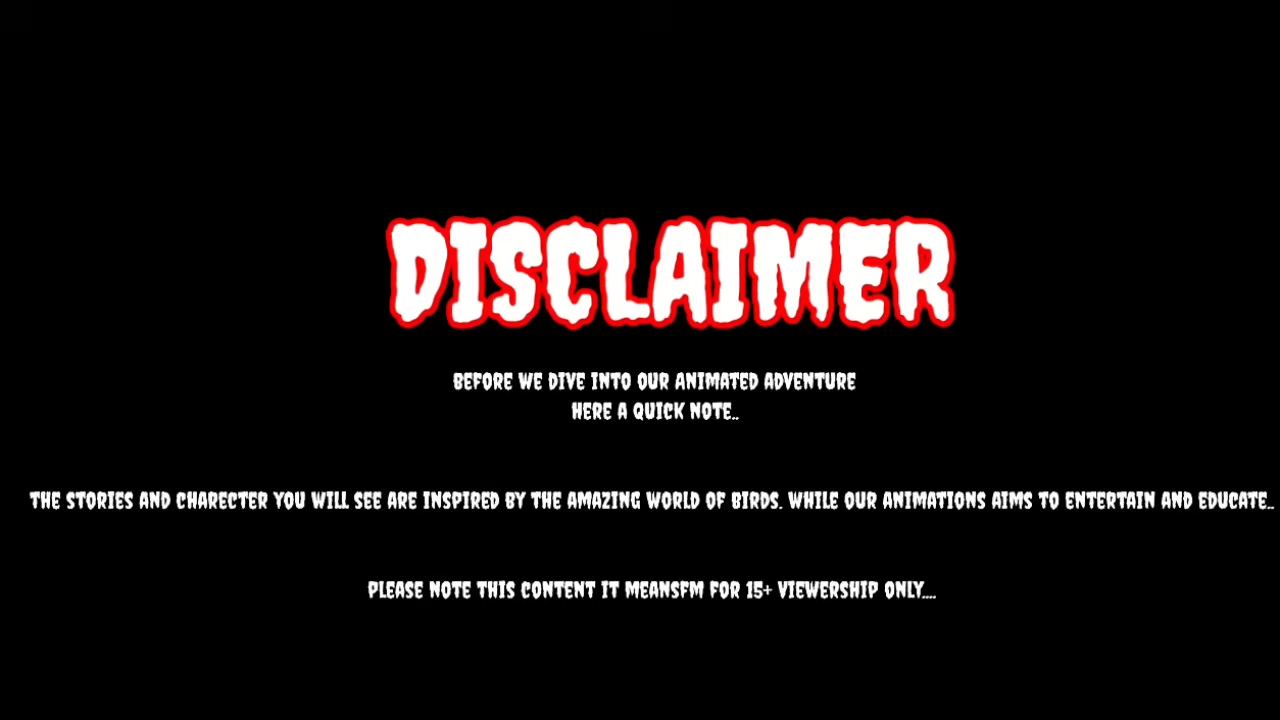 DISCLAIMER
BEFORE WE DIVE INTO OUR ANIMATED ADVENTURE
HERE A QUICK NOTE..
THE STORIES AND CHARECTER YOU WILL SEE ARE INSPIRED BY THE AMAZING WORLD OF BIRDS. WHILE OUR ANIMATIONS AIMS TO ENTERTAIN AND EDUCATE..
PLEASE NOTE THIS CONTENT IT MEANSFM FOR 15+ VIEWERSHIP ONLY....